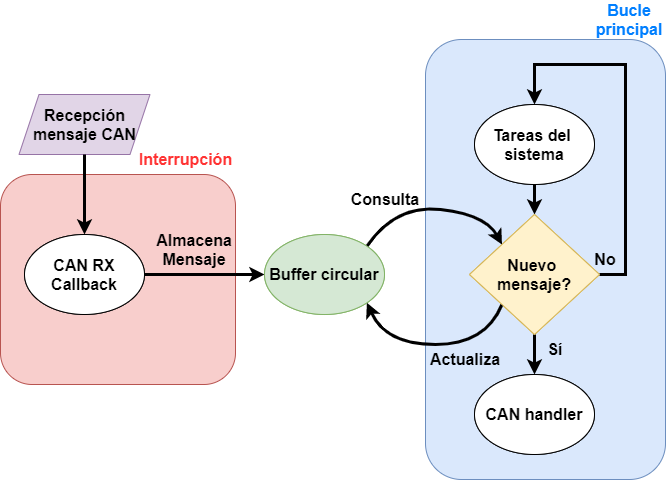 Bucle
principal
Recepción
mensaje CAN
Interrupción
Tareas del
sistema
Consulta
Almacena
Mensaje
CAN RX
Callback
Buffer circular
Nuevo
mensaje?
No
Actualiza
Sí
CAN handler